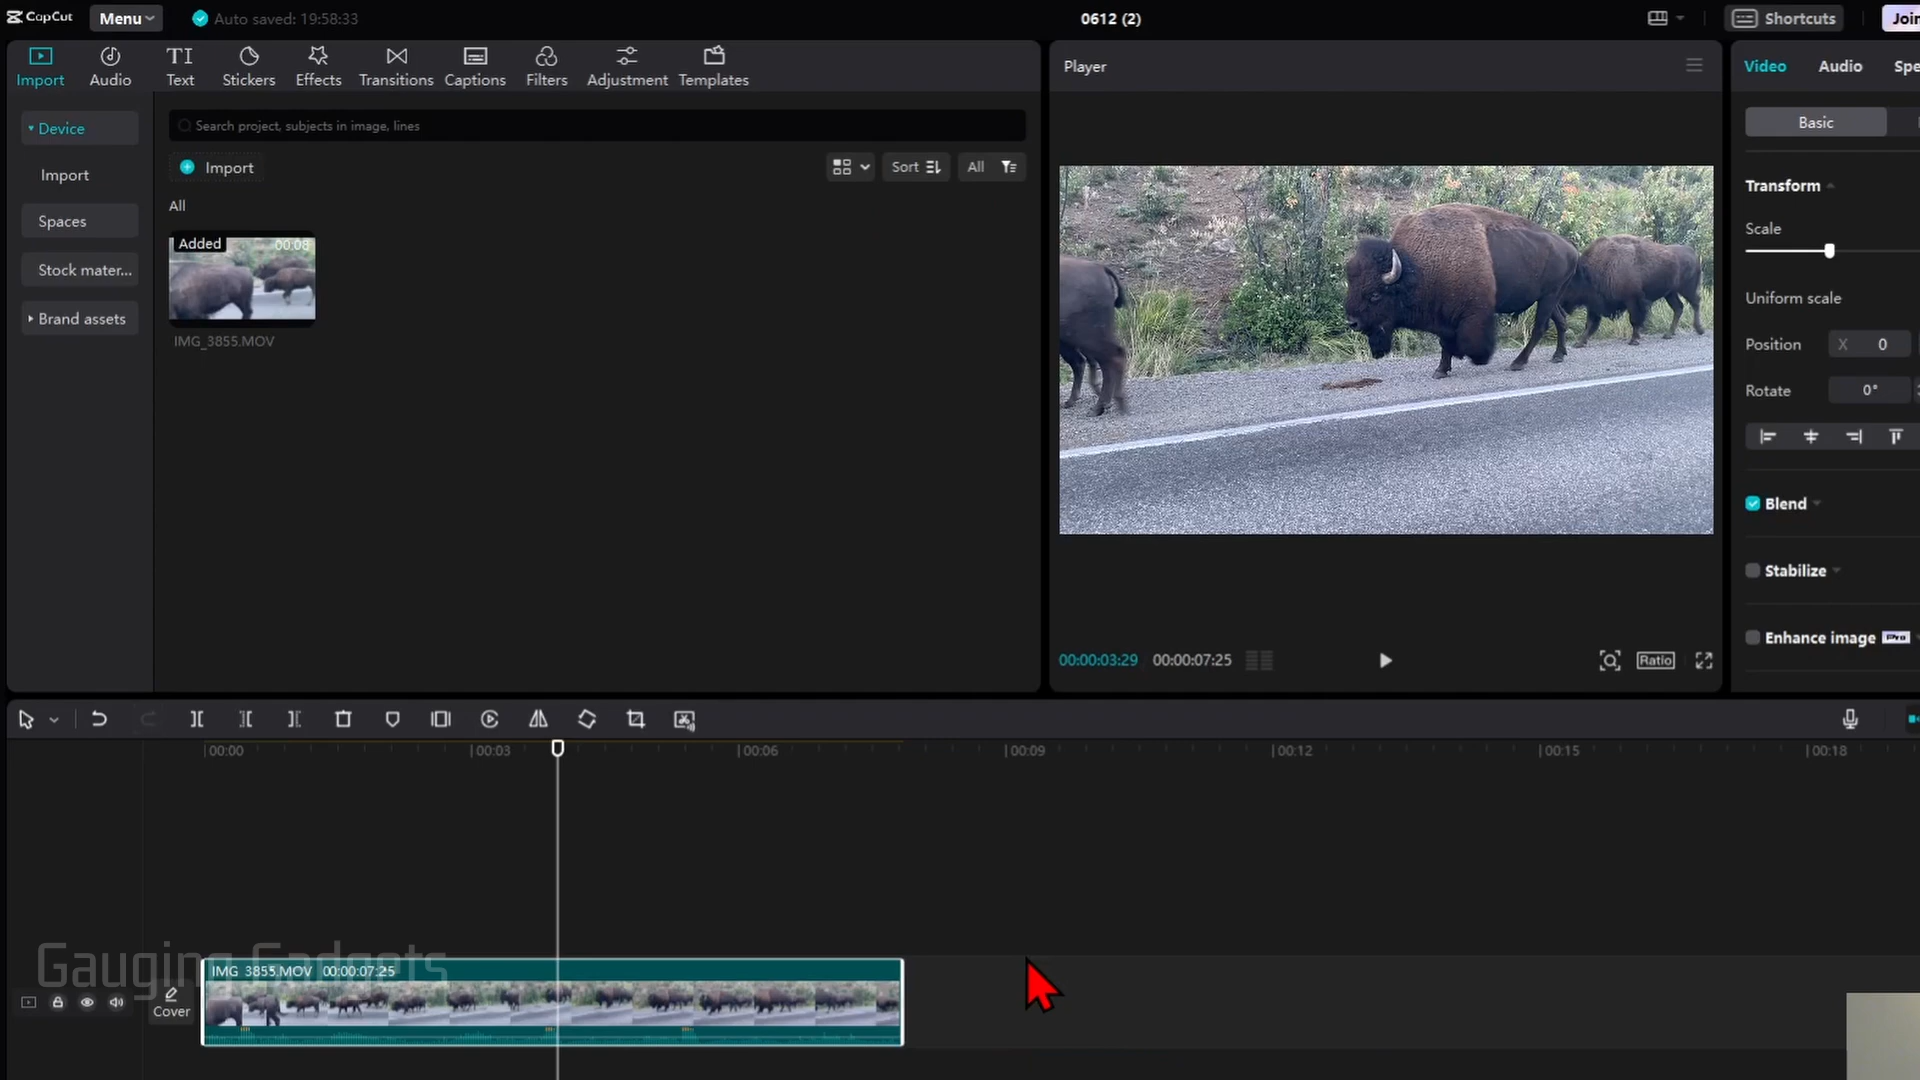 CapCut Menu Auto saved: 19:58:33 0612 (2) Shortcuts Join
Import Audio Text Stickers Effects Transitions Captions Filters Adjustment Templates
Device
Import
Spaces
Stock mater...
Brand assets
Search project, subjects in image, lines
Import Sort All
All
Added 00:08
IMG_3855.MOV
Player
00:00:03:29 00:00:07:25 Ratio
Video Audio Spe
Basic
Transform
Scale
Uniform scale
Position X 0
Rotate 0°
Blend
Stabilize
Enhance image Pro
00:00 00:03 00:06 00:09 00:12 00:15 00:18
Gauging Gadgets
IMG_3855.MOV 00:00:07:25
Cover